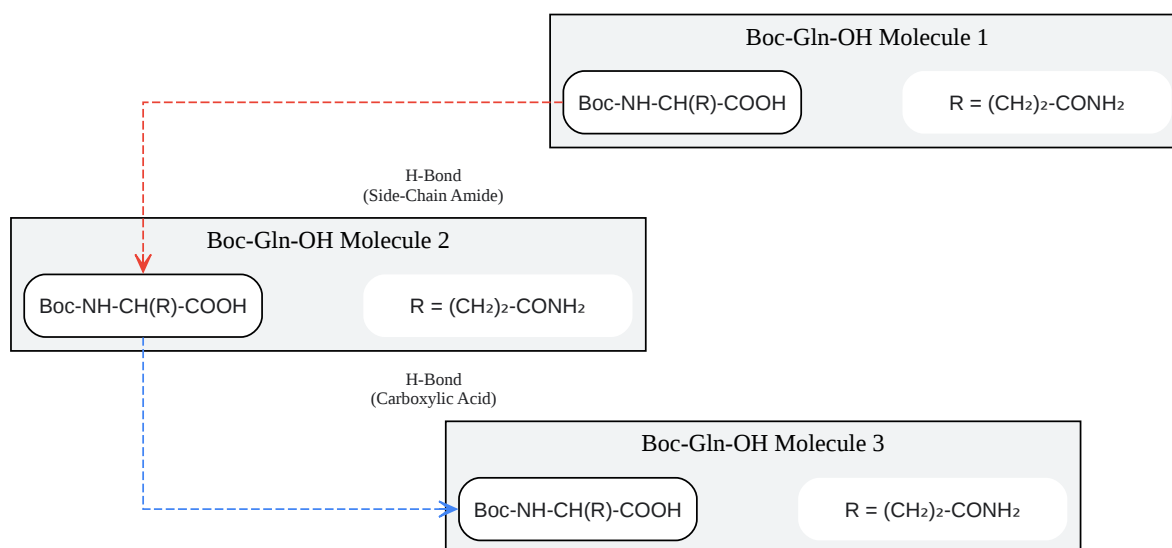 Boc-Gln-OH Molecule 1
Boc-NH-CH(R)-COOH
R = (CH₂)₂-CONH₂
H-Bond
(Side-Chain Amide)
Boc-Gln-OH Molecule 2
Boc-NH-CH(R)-COOH
R = (CH₂)₂-CONH₂
H-Bond
(Carboxylic Acid)
Boc-Gln-OH Molecule 3
Boc-NH-CH(R)-COOH
R = (CH₂)₂-CONH₂